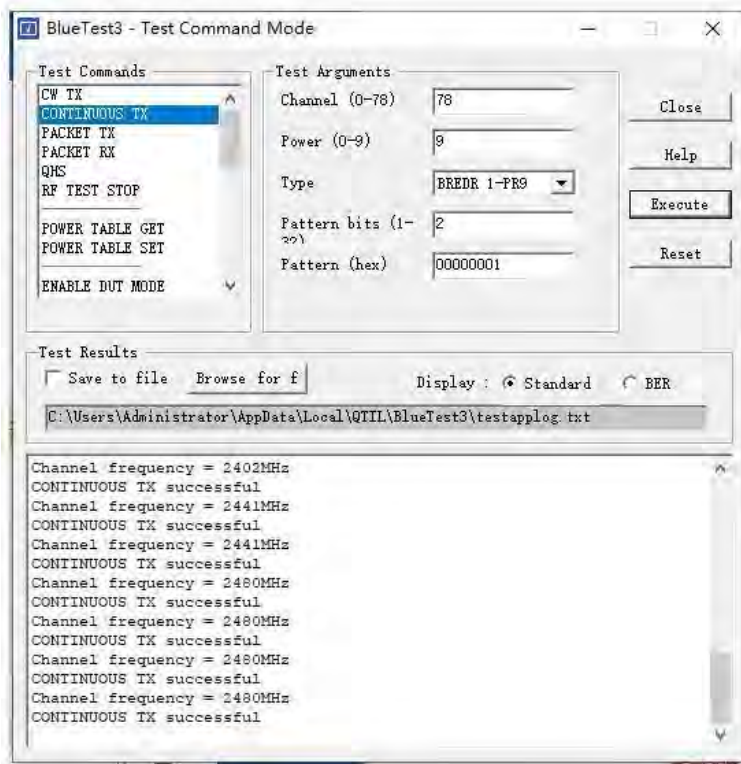 BlueTest3 - Test Command Mode
Test Commands
CW TX
CONTINUOUS TX
PACKET TX
PACKET RX
QHS
RF TEST STOP
POWER TABLE GET
POWER TABLE SET
ENABLE DUT MODE
Test Arguments
Channel (0-78) 78
Power (0-9) 9
Type BREDR 1-PR9
Pattern bits (1-32) 2
Pattern (hex) 00000001
Close
Help
Execute
Reset
Test Results
Save to file Browse for f Display : Standard BER
C:\Users\Administrator\AppData\Local\QTIL\BlueTest3\testapplog.txt
Channel frequency = 2402MHz
CONTINUOUS TX successful
Channel frequency = 2441MHz
CONTINUOUS TX successful
Channel frequency = 2441MHz
CONTINUOUS TX successful
Channel frequency = 2480MHz
CONTINUOUS TX successful
Channel frequency = 2480MHz
CONTINUOUS TX successful
Channel frequency = 2480MHz
CONTINUOUS TX successful
Channel frequency = 2480MHz
CONTINUOUS TX successful